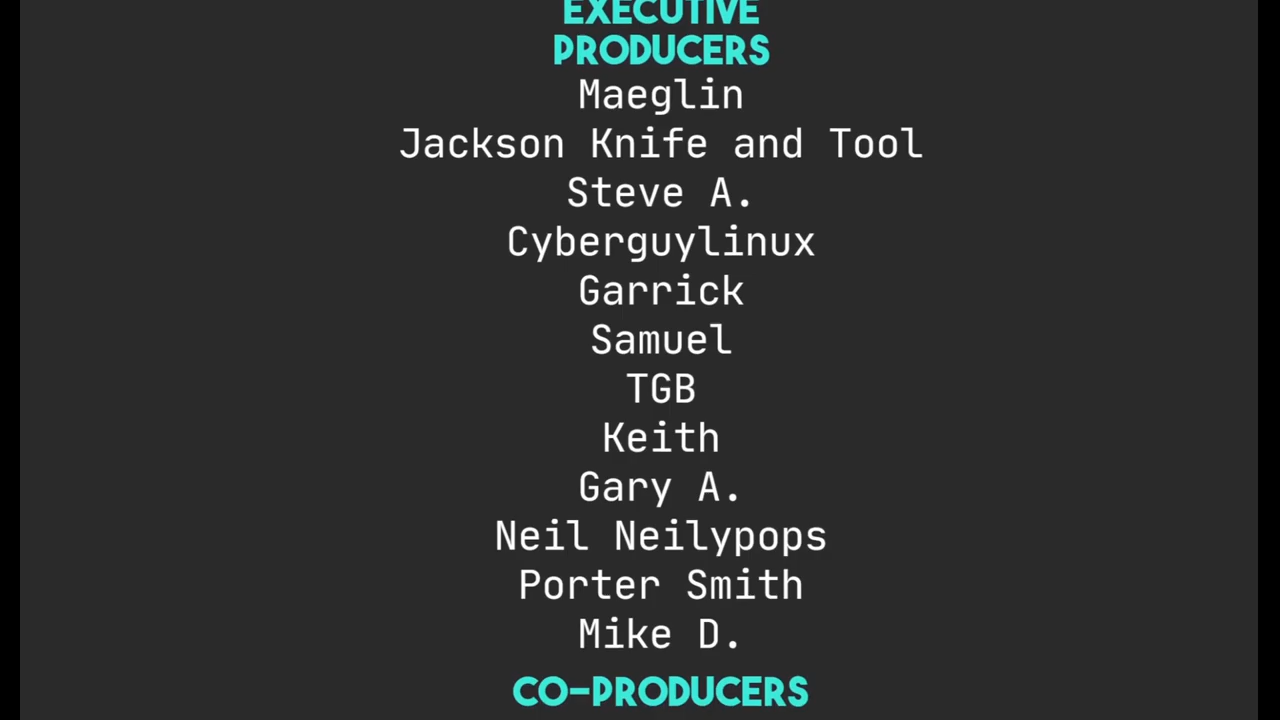 EXECUTIVE
PRODUCERS
Maeglin
Jackson Knife and Tool
Steve A.
Cyberguylinux
Garrick
Samuel
TGB
Keith
Gary A.
Neil Neilypops
Porter Smith
Mike D.
CO-PRODUCERS